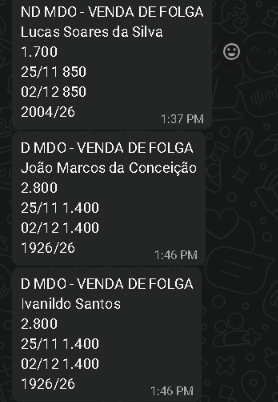 ND MDO - VENDA DE FOLGA
Lucas Soares da Silva
1.700
25/11 850
02/12 850
2004/26
1:37 PM
D MDO - VENDA DE FOLGA
João Marcos da Conceição
2.800
25/11 1.400
02/12 1.400
1926/26
1:46 PM
D MDO - VENDA DE FOLGA
Ivanildo Santos
2.800
25/11 1.400
02/12 1.400
1926/26
1:46 PM